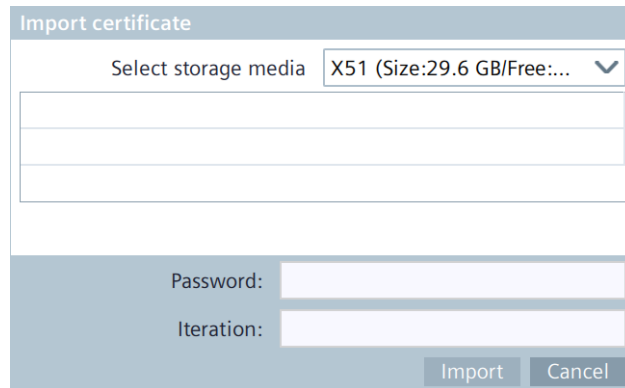 Import certificate
Select storage media X51 (Size:29.6 GB/Free:...
Password:
Iteration:
Import Cancel